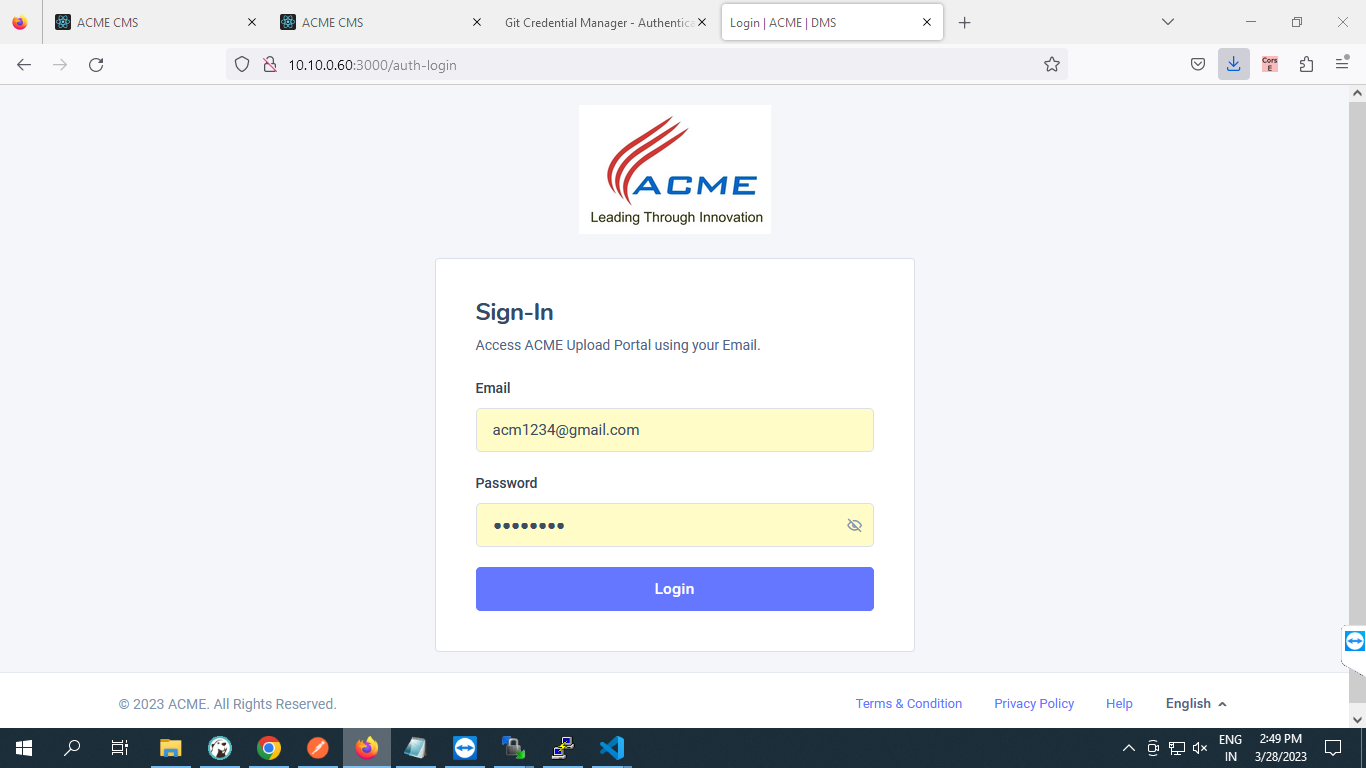 ACME CMS
ACME CMS
Git Credential Manager - Authentica
Login | ACME | DMS
10.10.0.60:3000/auth-login
Cors
E
ACME
Leading Through Innovation
Sign-In
Access ACME Upload Portal using your Email.
Email
acm1234@gmail.com
Password
Login
© 2023 ACME. All Rights Reserved.
Terms & Condition
Privacy Policy
Help
English
ENG
IN
2:49 PM
3/28/2023